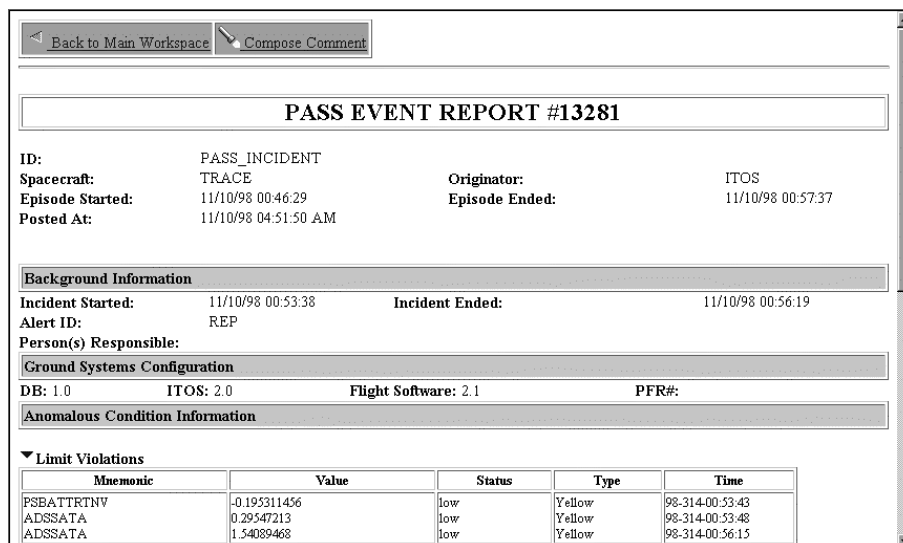 Back to Main Workspace Compose Comment
PASS EVENT REPORT #13281
ID: PASS_INCIDENT
Spacecraft: TRACE Originator: ITOS
Episode Started: 11/10/98 00:46:29 Episode Ended: 11/10/98 00:57:37
Posted At: 11/10/98 04:51:50 AM
Background Information
Incident Started: 11/10/98 00:53:38 Incident Ended: 11/10/98 00:56:19
Alert ID: REP
Person(s) Responsible:
Ground Systems Configuration
DB: 1.0 ITOS: 2.0 Flight Software: 2.1 PFR#:
Anomalous Condition Information
Limit Violations
Mnemonic Value Status Type Time
PSBATTRTNV -0.195311456 low Yellow 98-314-00:53:43
ADSSATA 0.29547213 low Yellow 98-314-00:53:48
ADSSATA 1.54089468 low Yellow 98-314-00:56:15